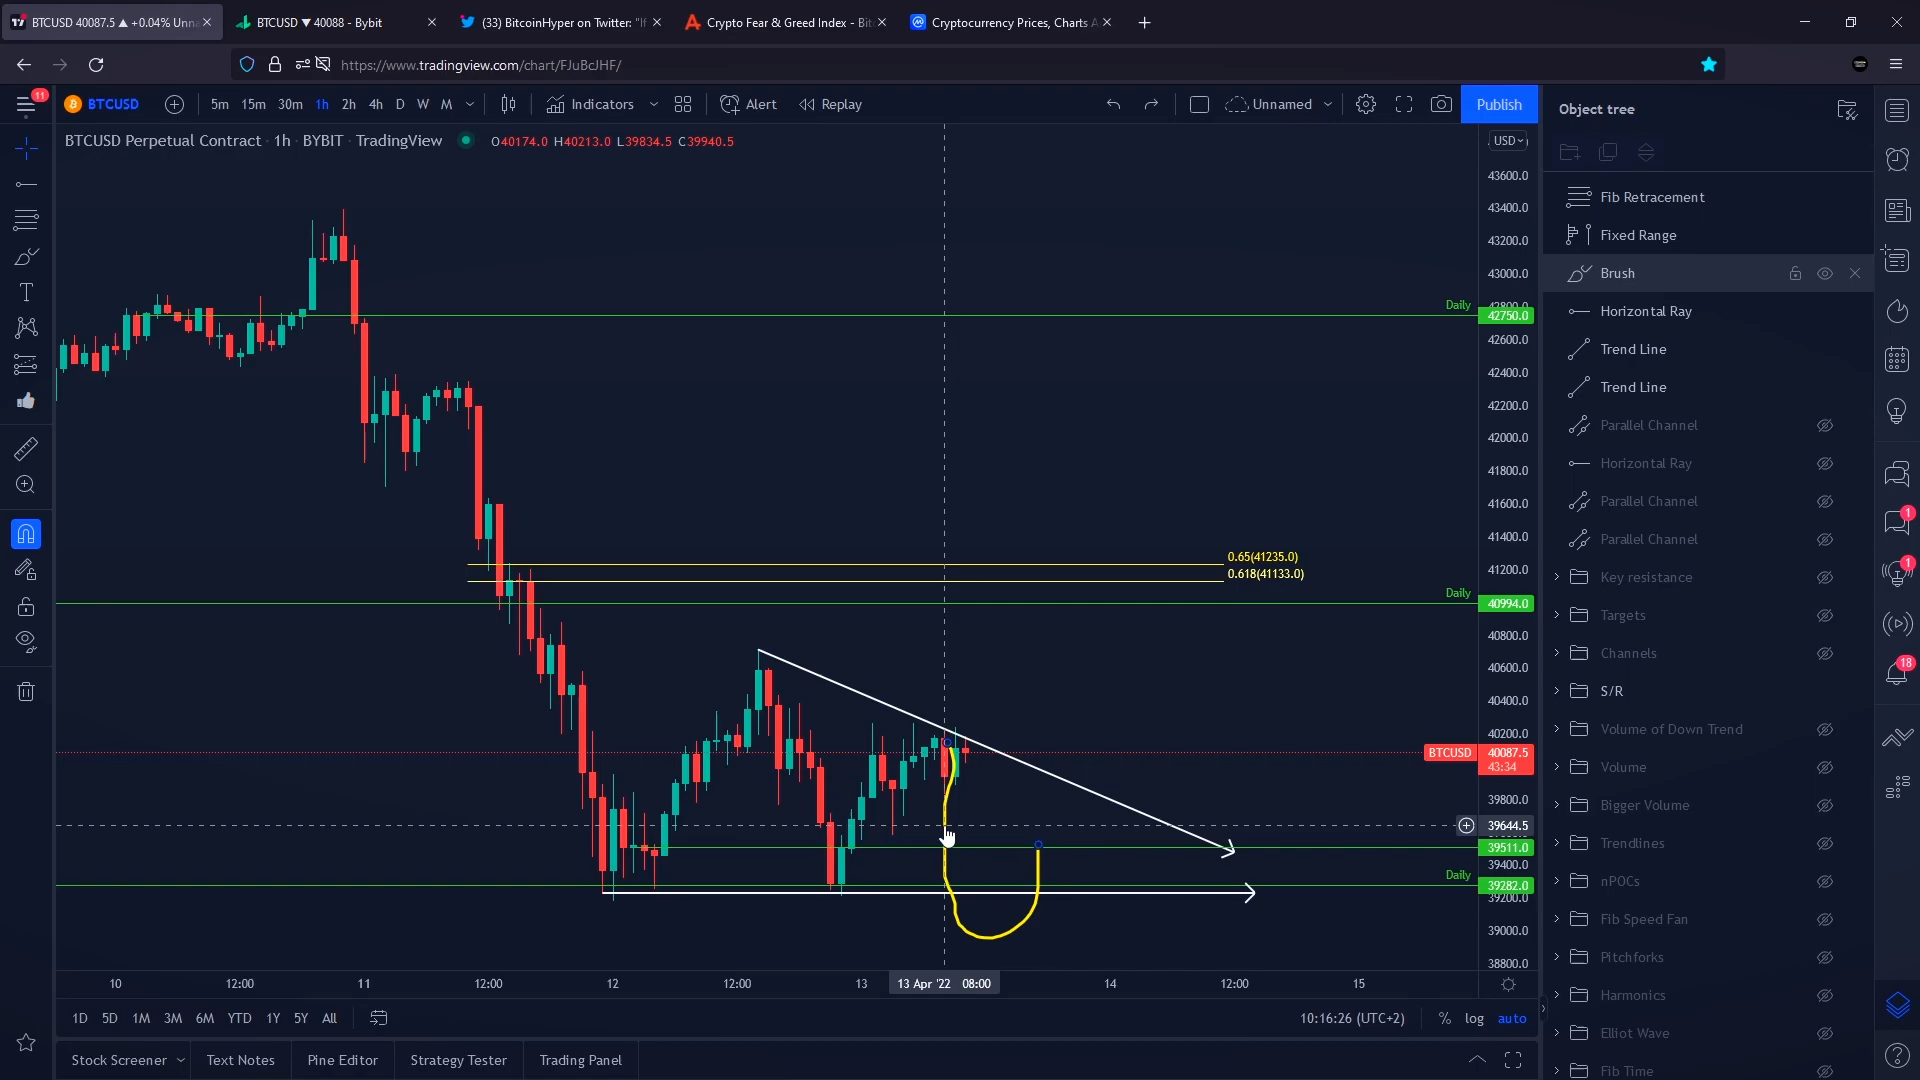 BTCUSD 40087.5 ▲ +0.04% Unna
BTCUSD ▼ 40088 - Bybit
(33) BitcoinHyper on Twitter: "If
Crypto Fear & Greed Index - Bit
Cryptocurrency Prices, Charts A
https://www.tradingview.com/chart/FJuBcJHF/
11
BTCUSD
5m 15m 30m 1h 2h 4h D W M
Indicators
Alert
Replay
Unnamed
Publish
Object tree
BTCUSD Perpetual Contract · 1h · BYBIT · TradingView
O40174.0 H40213.0 L39834.5 C39940.5
USD
43600.0
43400.0
43200.0
43000.0
42800.0
Daily
42750.0
42600.0
42400.0
42200.0
42000.0
41800.0
41600.0
41400.0
0.65(41235.0)
41200.0
0.618(41133.0)
Daily
40994.0
40800.0
40600.0
40400.0
40200.0
BTCUSD
40087.5
43:34
39800.0
39644.5
39511.0
39400.0
Daily
39282.0
39200.0
39000.0
38800.0
10 12:00 11 12:00 12 12:00 13 13 Apr '22 08:00 14 12:00 15
1D 5D 1M 3M 6M YTD 1Y 5Y All
10:16:26 (UTC+2)
% log auto
Stock Screener
Text Notes
Pine Editor
Strategy Tester
Trading Panel
Fib Retracement
Fixed Range
Brush
Horizontal Ray
Trend Line
Trend Line
Parallel Channel
Horizontal Ray
Parallel Channel
Parallel Channel
Key resistance
Targets
Channels
S/R
Volume of Down Trend
Volume
Bigger Volume
Trendlines
nPOCs
Fib Speed Fan
Pitchforks
Harmonics
Elliot Wave
Fib Time
1
1
18